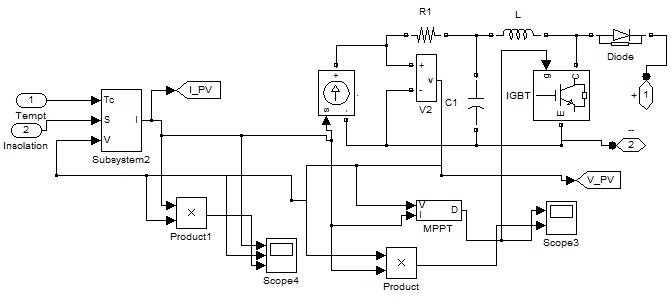 R1
L
Diode
1
Tempt
2
Insolation
Tc
S
V
I
Subsystem2
I_PV
+
s
-
+
-
v
V2
C1
IGBT
g
C
E
+
1
--
2
V_PV
Product1
Scope4
V
I
D
MPPT
Product
Scope3